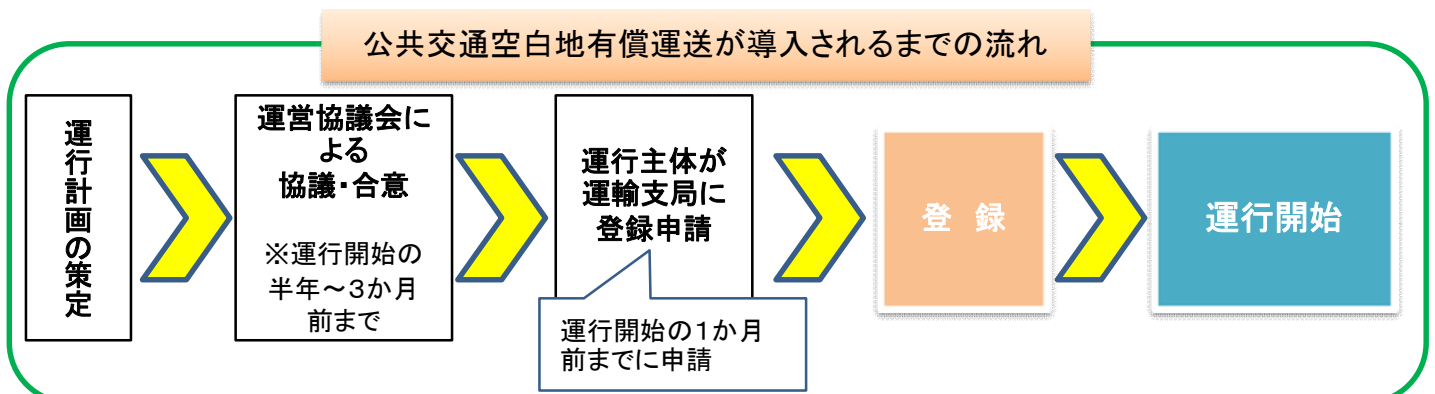 公共交通空白地有償運送が導入されるまでの流れ
運行計画の策定
運営協議会に
よる
協議・合意
※運行開始の
半年～3か月
前まで
運行主体が
運輸支局に
登録申請
運行開始の1か月
前までに申請
登 録
運行開始